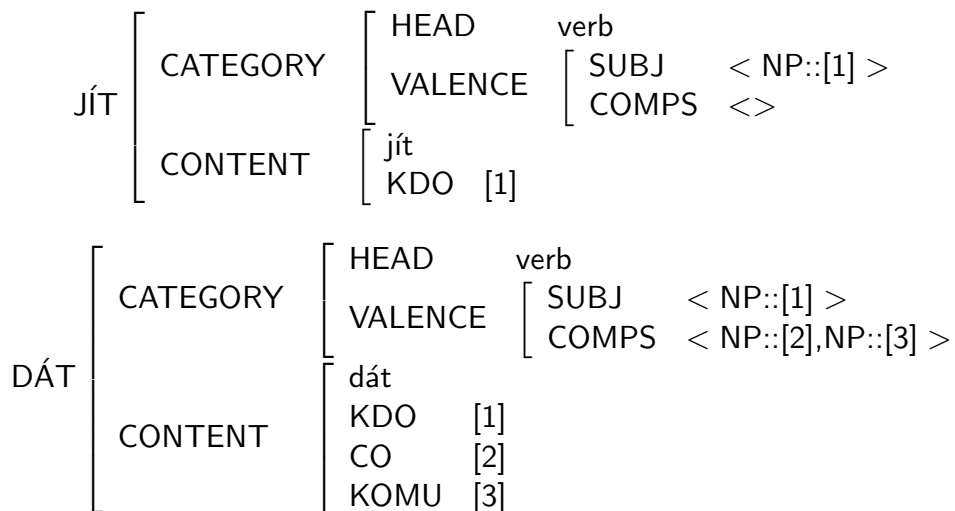 HEAD verb
CATEGORY VALENCE SUBJ < NP::[1] >
COMPS <>
JÍT
CONTENT jít
KDO [1]
HEAD verb
CATEGORY VALENCE SUBJ < NP::[1] >
COMPS < NP::[2],NP::[3] >
DÁT
dát
KDO [1]
CONTENT CO [2]
KOMU [3]